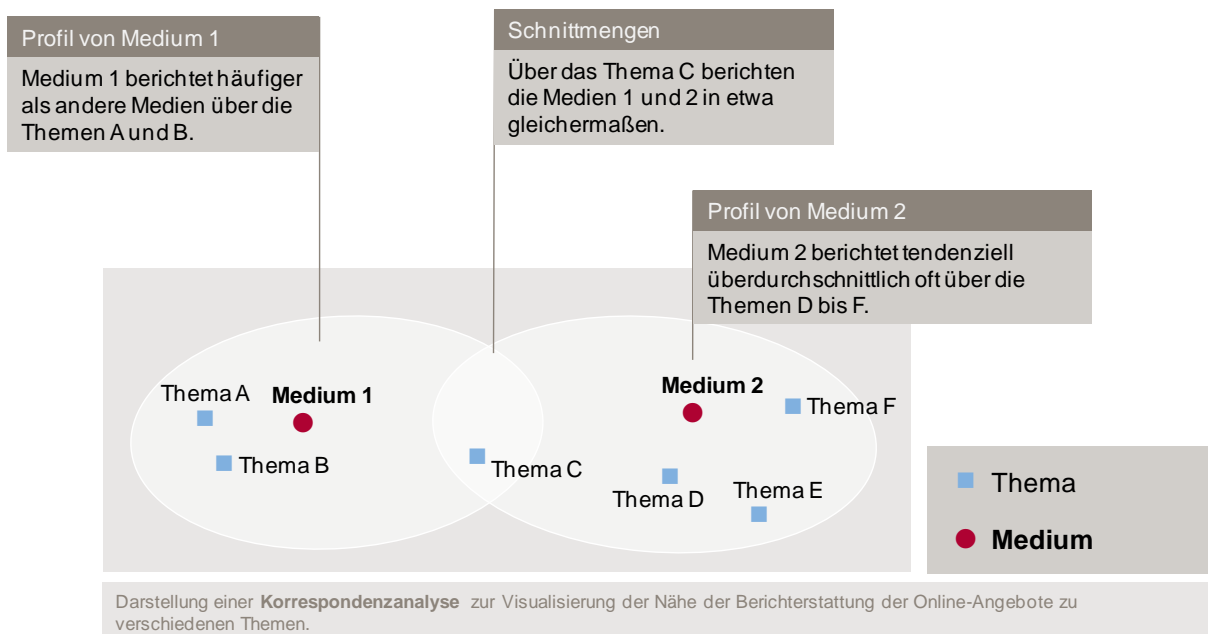 Profil von Medium 1
Medium 1 berichtet häufiger
als andere Medien über die
Themen A und B.
Schnittmengen
Über das Thema C berichten
die Medien 1 und 2 in etwa
gleichermaßen.
Profil von Medium 2
Medium 2 berichtet tendenziell
überdurchschnittlich oft über die
Themen D bis F.
Thema A
Medium 1
Thema B
Thema C
Medium 2
Thema F
Thema D
Thema E
Thema
Medium
Darstellung einer Korrespondenzanalyse zur Visualisierung der Nähe der Berichterstattung der Online-Angebote zu
verschiedenen Themen.